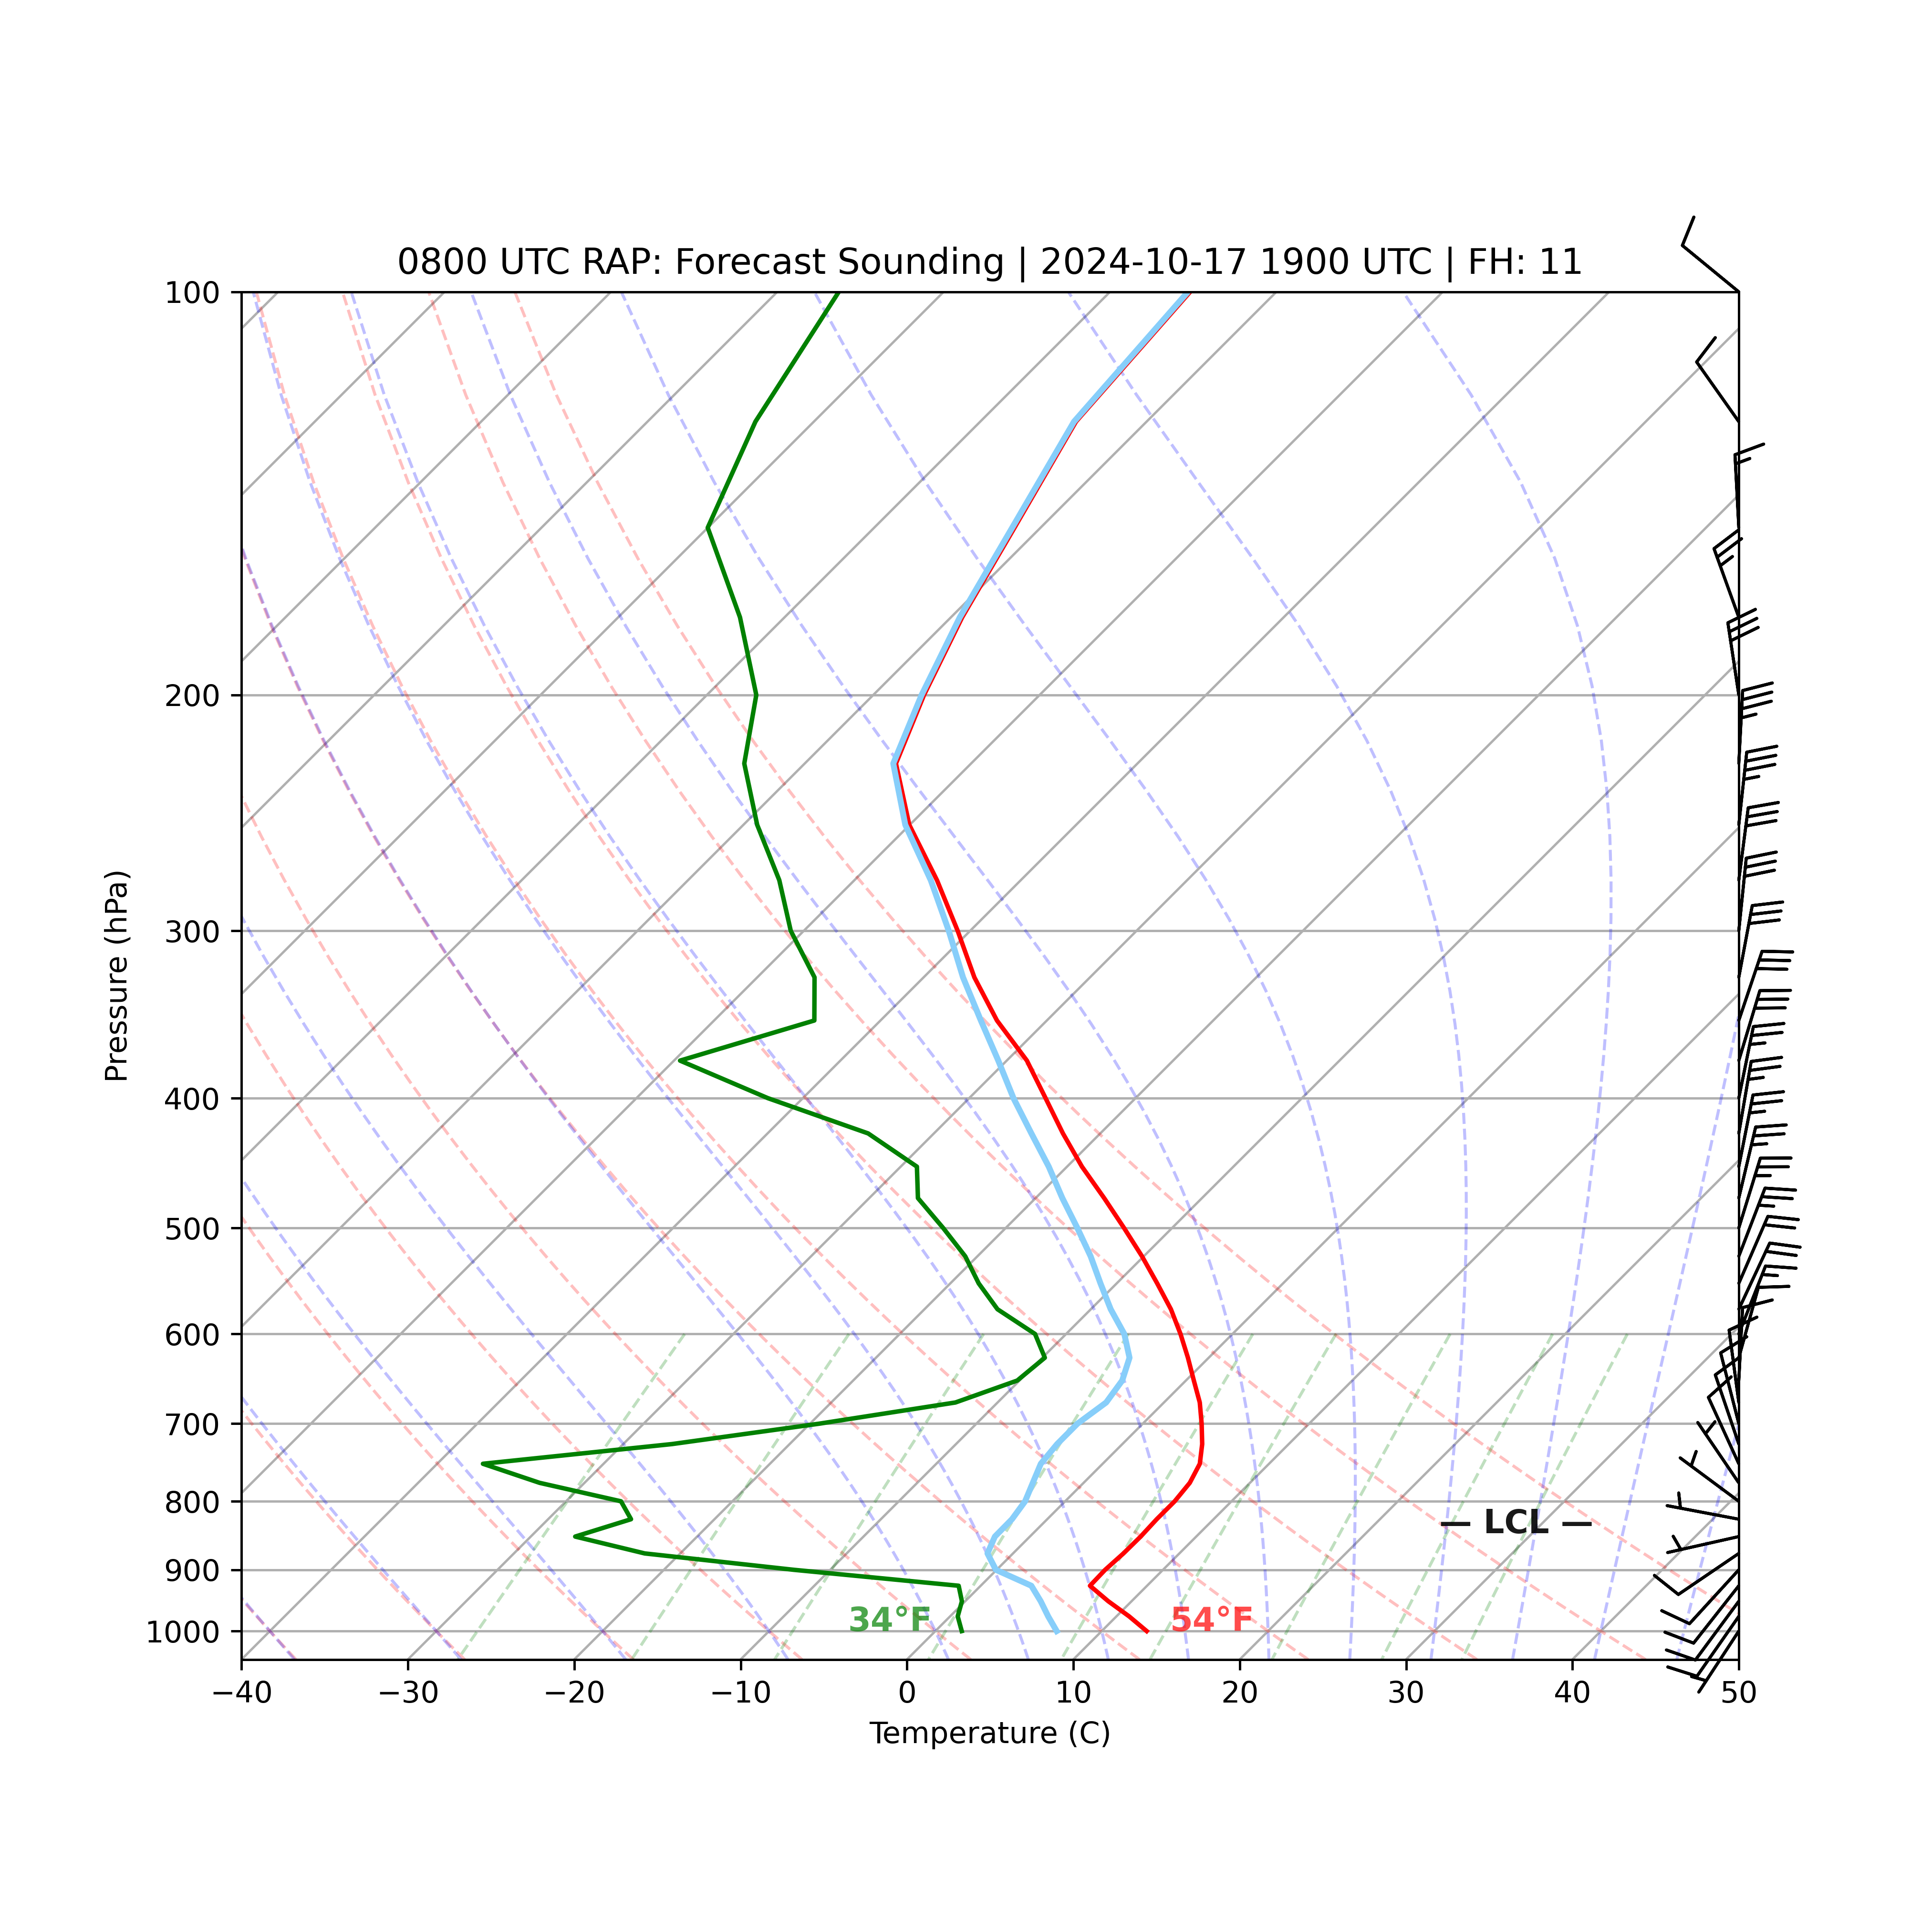 0800 UTC RAP: Forecast Sounding | 2024-10-17 1900 UTC | FH: 11
100
200
300
400
500
600
700
800
900
1000
Pressure (hPa)
— LCL —
34°F
54°F
−40 −30 −20 −10 0 10 20 30 40 50
Temperature (C)